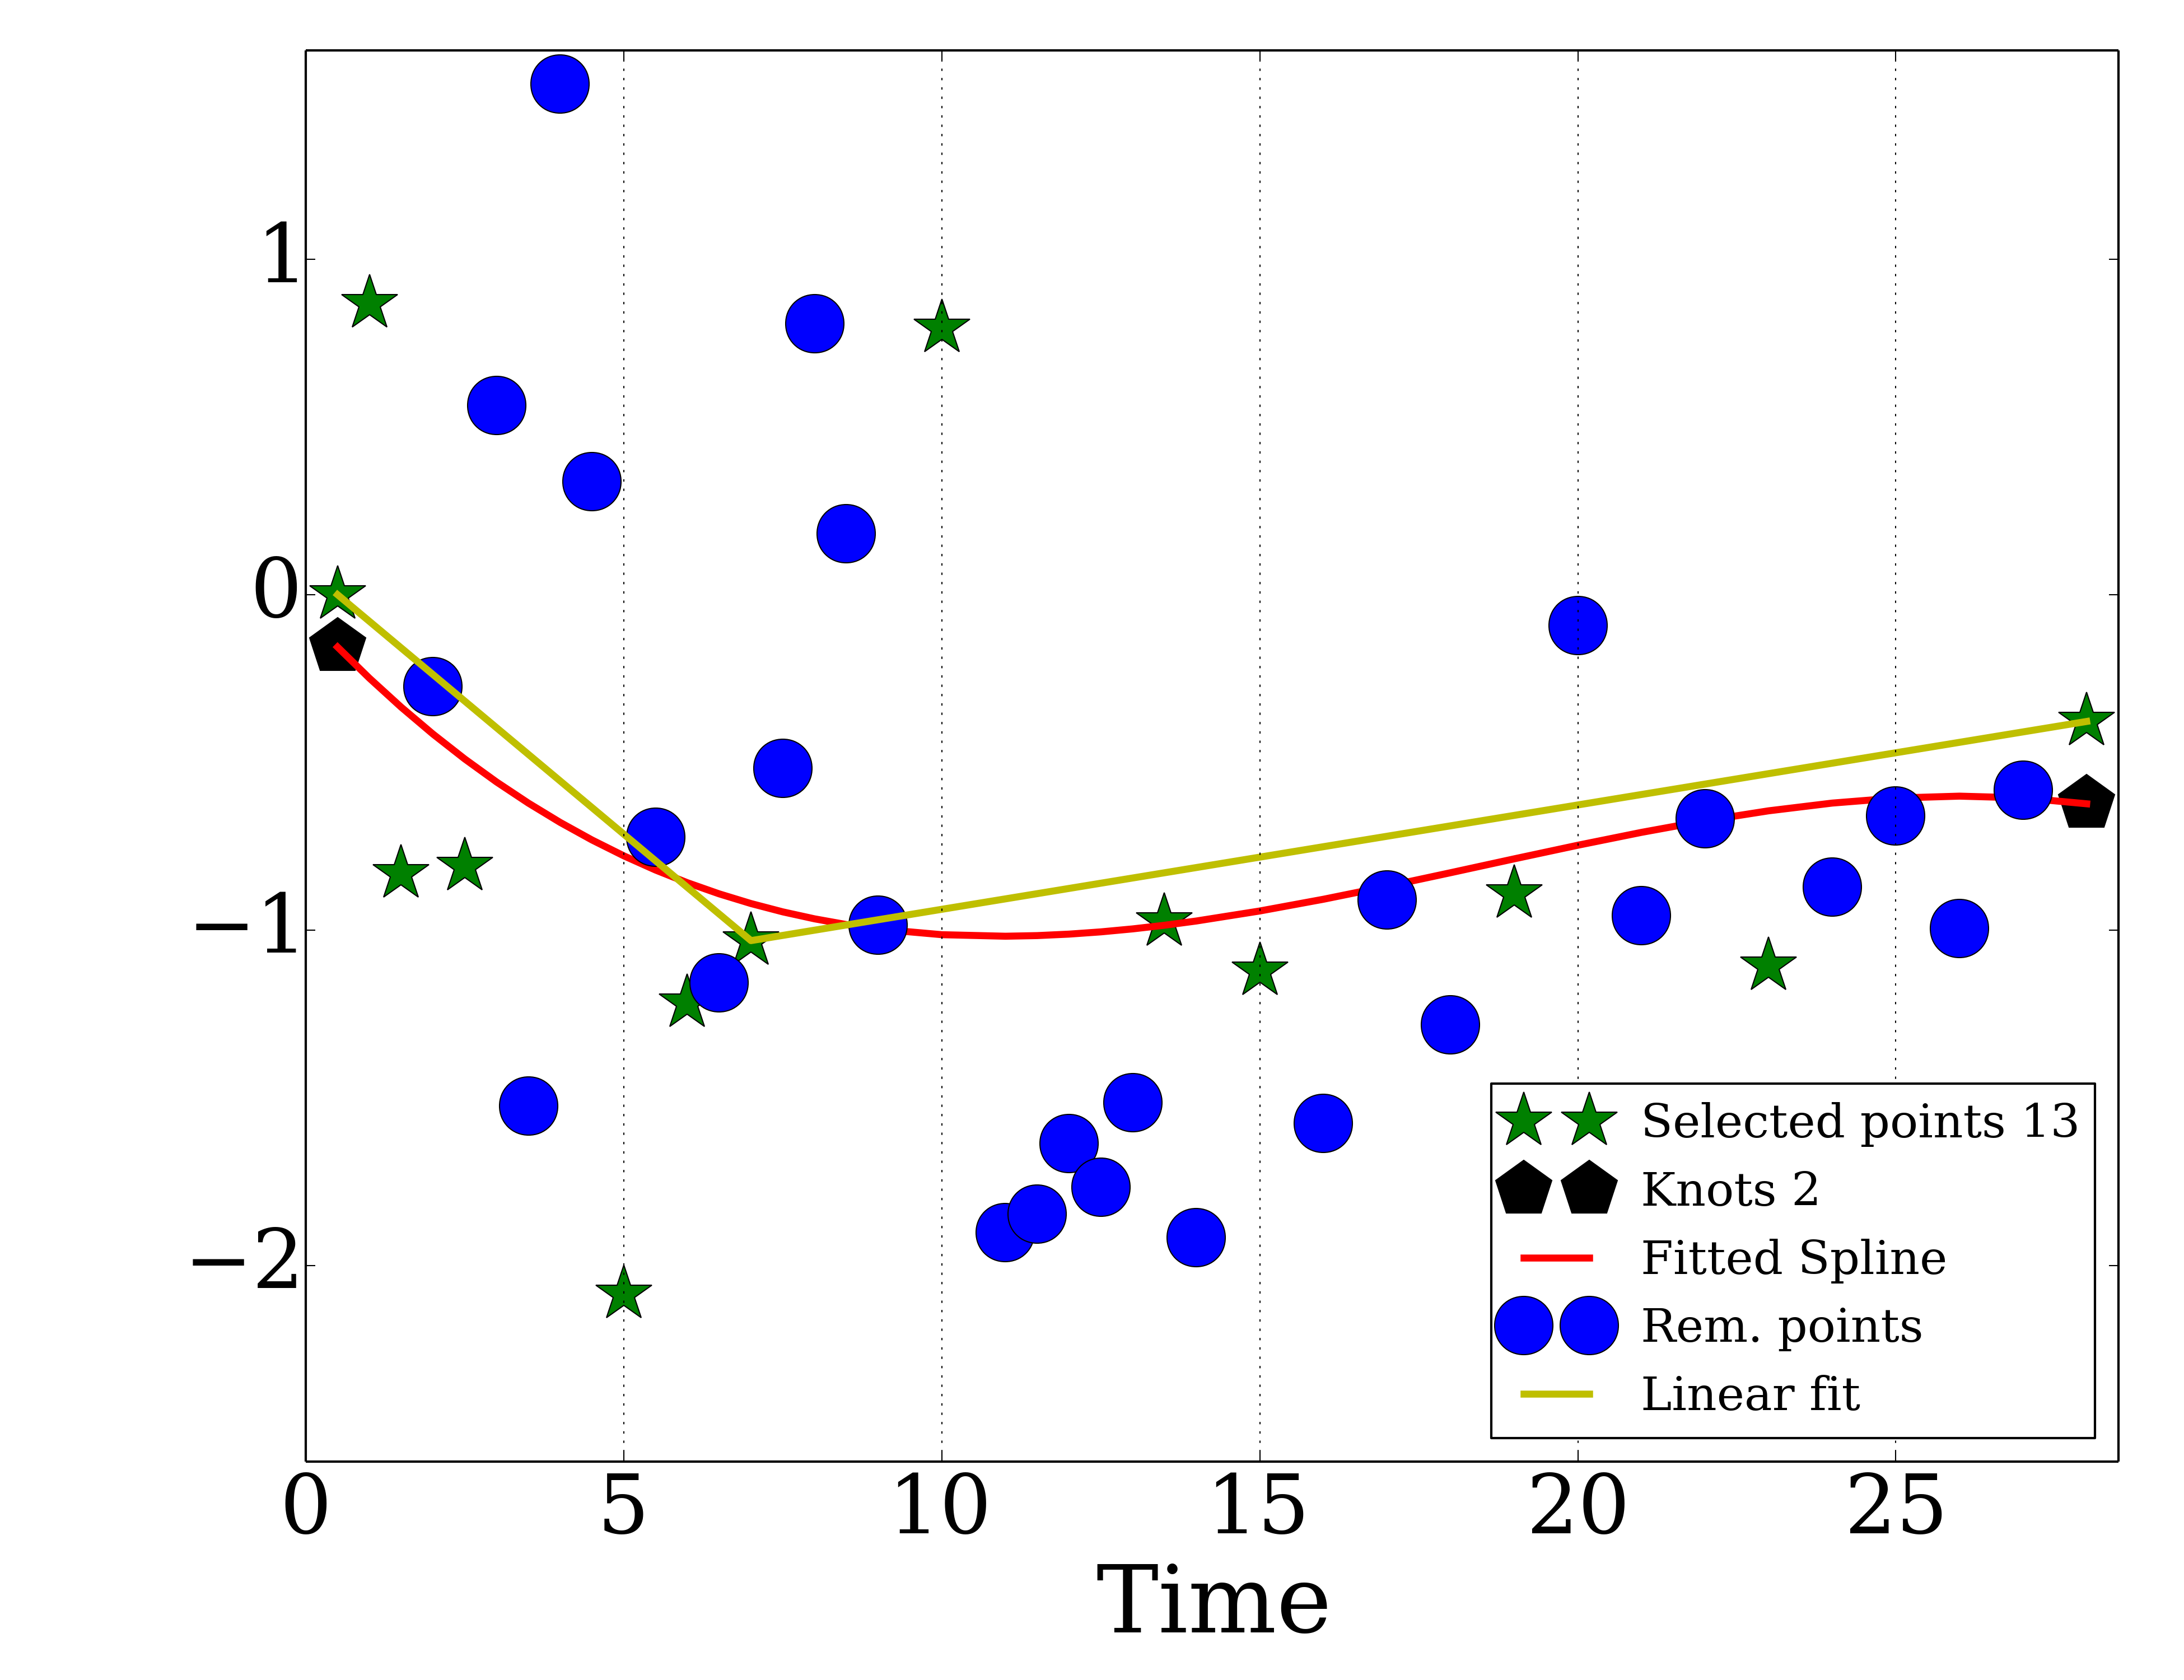 1
0
−1
−2
0 5 10 15 20 25
Time
Selected points 13
Knots 2
Fitted Spline
Rem. points
Linear fit